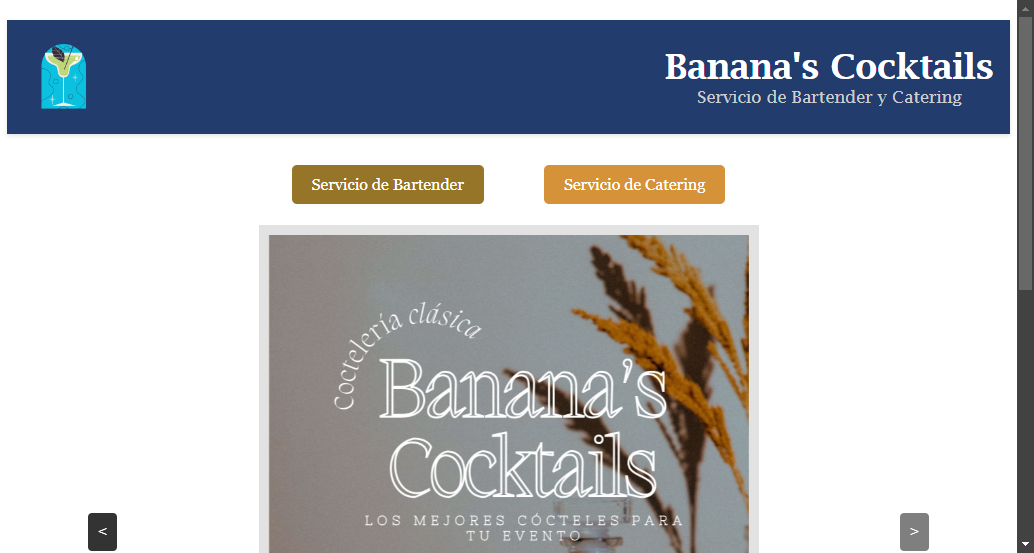 Banana's Cocktails
Servicio de Bartender y Catering
Servicio de Bartender
Servicio de Catering
Coctelería clásica
Banana's
Cocktails
LOS MEJORES CÓCTELES PARA
TU EVENTO
<
>